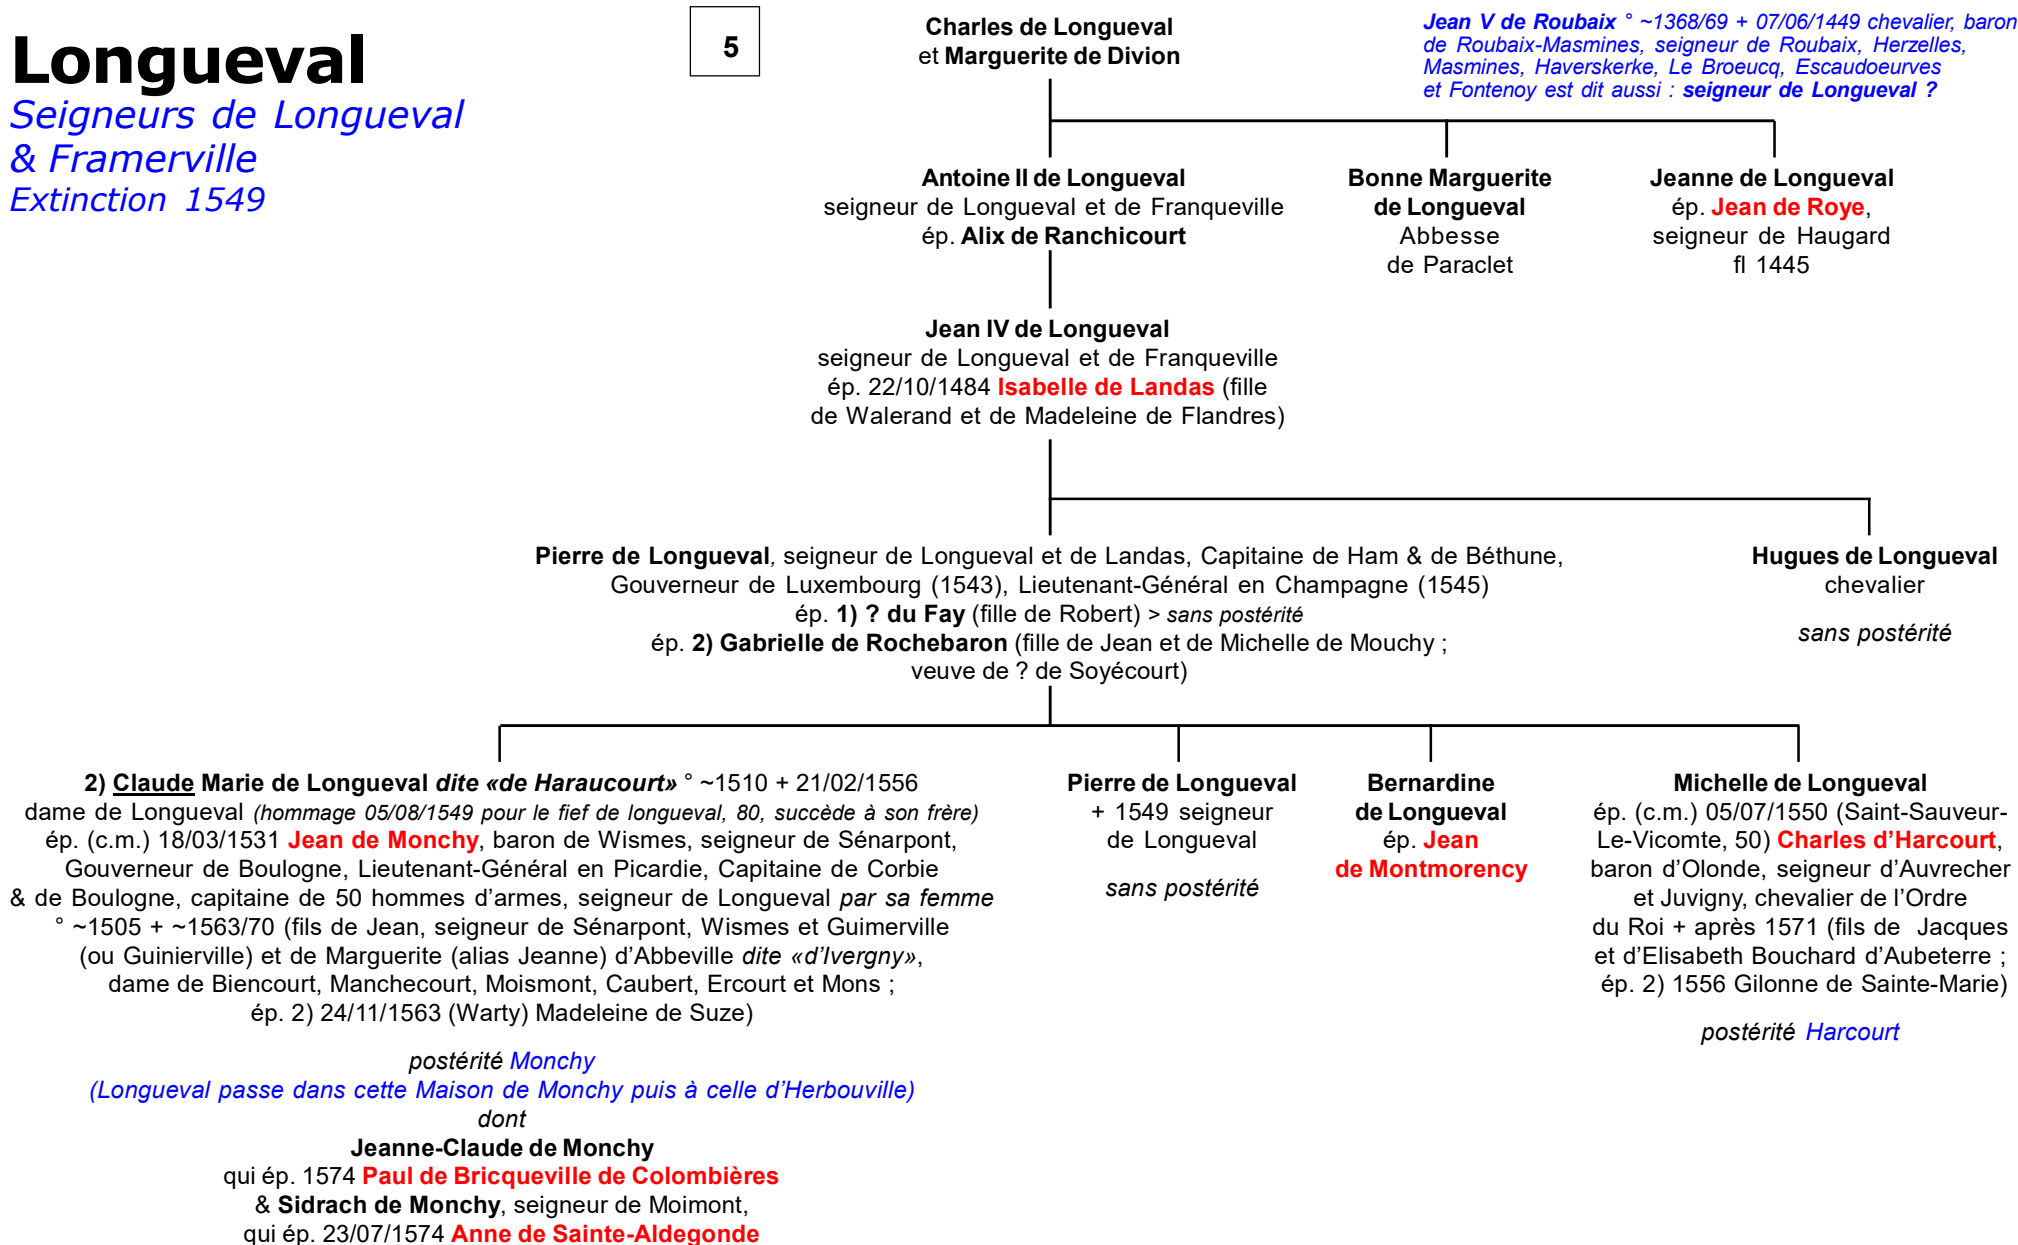 Longueval
Seigneurs de Longueval
& Framerville
Extinction 1549
5
Charles de Longueval
et Marguerite de Divion
Jean V de Roubaix ° ~1368/69 + 07/06/1449 chevalier, baron
de Roubaix-Masmines, seigneur de Roubaix, Herzelles,
Masmines, Haverskerke, Le Broeucq, Escaudoeurves
et Fontenoy est dit aussi : seigneur de Longueval ?
Antoine II de Longueval
seigneur de Longueval et de Franqueville
ép. Alix de Ranchicourt
Bonne Marguerite
de Longueval
Abbesse
de Paraclet
Jeanne de Longueval
ép. Jean de Roye,
seigneur de Haugard
fl 1445
Jean IV de Longueval
seigneur de Longueval et de Franqueville
ép. 22/10/1484 Isabelle de Landas (fille
de Walerand et de Madeleine de Flandres)
Pierre de Longueval, seigneur de Longueval et de Landas, Capitaine de Ham & de Béthune,
Gouverneur de Luxembourg (1543), Lieutenant-Général en Champagne (1545)
ép. 1) ? du Fay (fille de Robert) > sans postérité
ép. 2) Gabrielle de Rochebaron (fille de Jean et de Michelle de Mouchy ;
veuve de ? de Soyécourt)
Hugues de Longueval
chevalier
sans postérité
2) Claude Marie de Longueval dite «de Haraucourt» ° ~1510 + 21/02/1556
dame de Longueval (hommage 05/08/1549 pour le fief de longueval, 80, succède à son frère)
ép. (c.m.) 18/03/1531 Jean de Monchy, baron de Wismes, seigneur de Sénarpont,
Gouverneur de Boulogne, Lieutenant-Général en Picardie, Capitaine de Corbie
& de Boulogne, capitaine de 50 hommes d'armes, seigneur de Longueval par sa femme
° ~1505 + ~1563/70 (fils de Jean, seigneur de Sénarpont, Wismes et Guimerville
(ou Guinierville) et de Marguerite (alias Jeanne) d'Abbeville dite «d'Ivergny»,
dame de Biencourt, Manchecourt, Moismont, Caubert, Ercourt et Mons ;
ép. 2) 24/11/1563 (Warty) Madeleine de Suze)
postérité Monchy
(Longueval passe dans cette Maison de Monchy puis à celle d'Herbouville)
dont
Jeanne-Claude de Monchy
qui ép. 1574 Paul de Bricqueville de Colombières
& Sidrach de Monchy, seigneur de Moimont,
qui ép. 23/07/1574 Anne de Sainte-Aldegonde
Pierre de Longueval
+ 1549 seigneur
de Longueval
sans postérité
Bernardine
de Longueval
ép. Jean
de Montmorency
Michelle de Longueval
ép. (c.m.) 05/07/1550 (Saint-Sauveur-
Le-Vicomte, 50) Charles d'Harcourt,
baron d'Olonde, seigneur d'Auvrecher
et Juvigny, chevalier de l'Ordre
du Roi + après 1571 (fils de Jacques
et d'Elisabeth Bouchard d'Aubeterre ;
ép. 2) 1556 Gilonne de Sainte-Marie)
postérité Harcourt